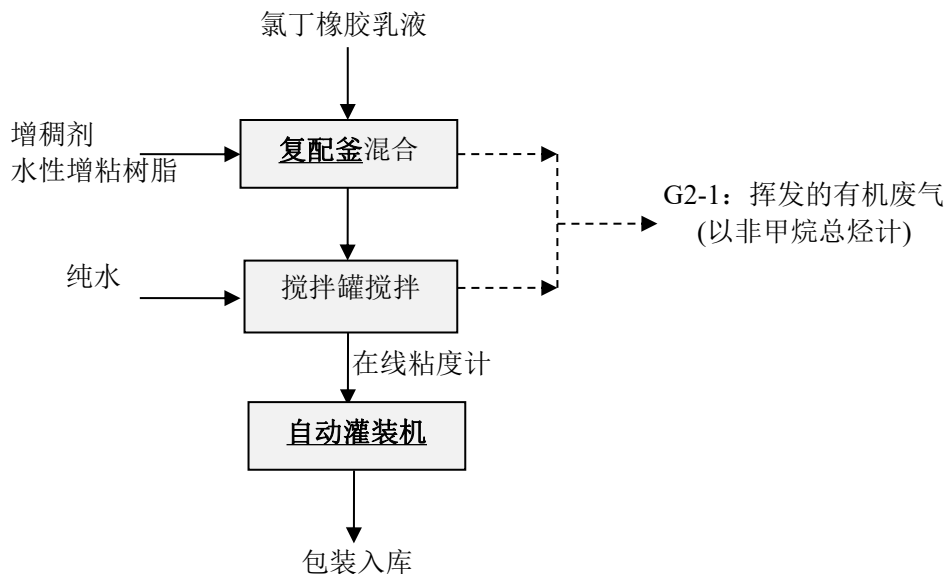 氯丁橡胶乳液
增稠剂
水性增粘树脂
复配釜混合
G2-1：挥发的有机废气
(以非甲烷总烃计)
纯水
搅拌罐搅拌
在线粘度计
自动灌装机
包装入库